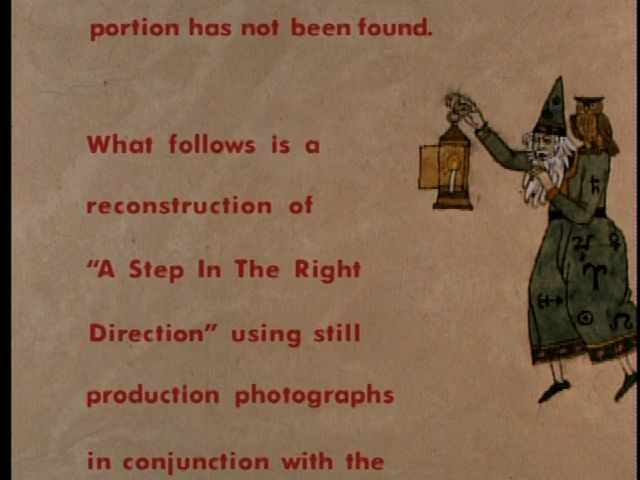 portion has not been found.
What follows is a
reconstruction of
“A Step In The Right
Direction” using still
production photographs
in conjunction with the